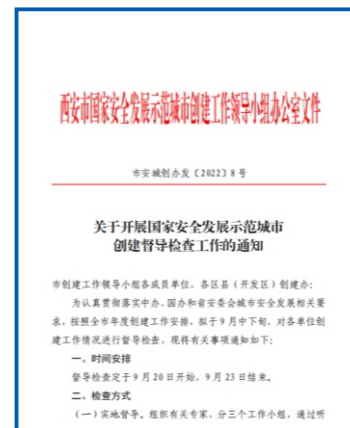 西安市国家安全发展示范城市创建工作领导小组办公室文件
市安城创办发〔2022〕8号
关于开展国家安全发展示范城市
创建督导检查工作的通知
市创建工作领导小组各成员单位、各区县（开发区）创建办：
为认真贯彻落实中办、国办和省安委会城市安全发展相关要
求，按照全市年度创建工作安排，拟于9月中下旬，对各单位创
建工作情况进行督导检查，现将有关事项通知如下：
一、时间安排
督导检查定于9月20日开始，9月23日结束。
二、检查方式
（一）实地督导。组织有关专家，分三个工作小组，通过听